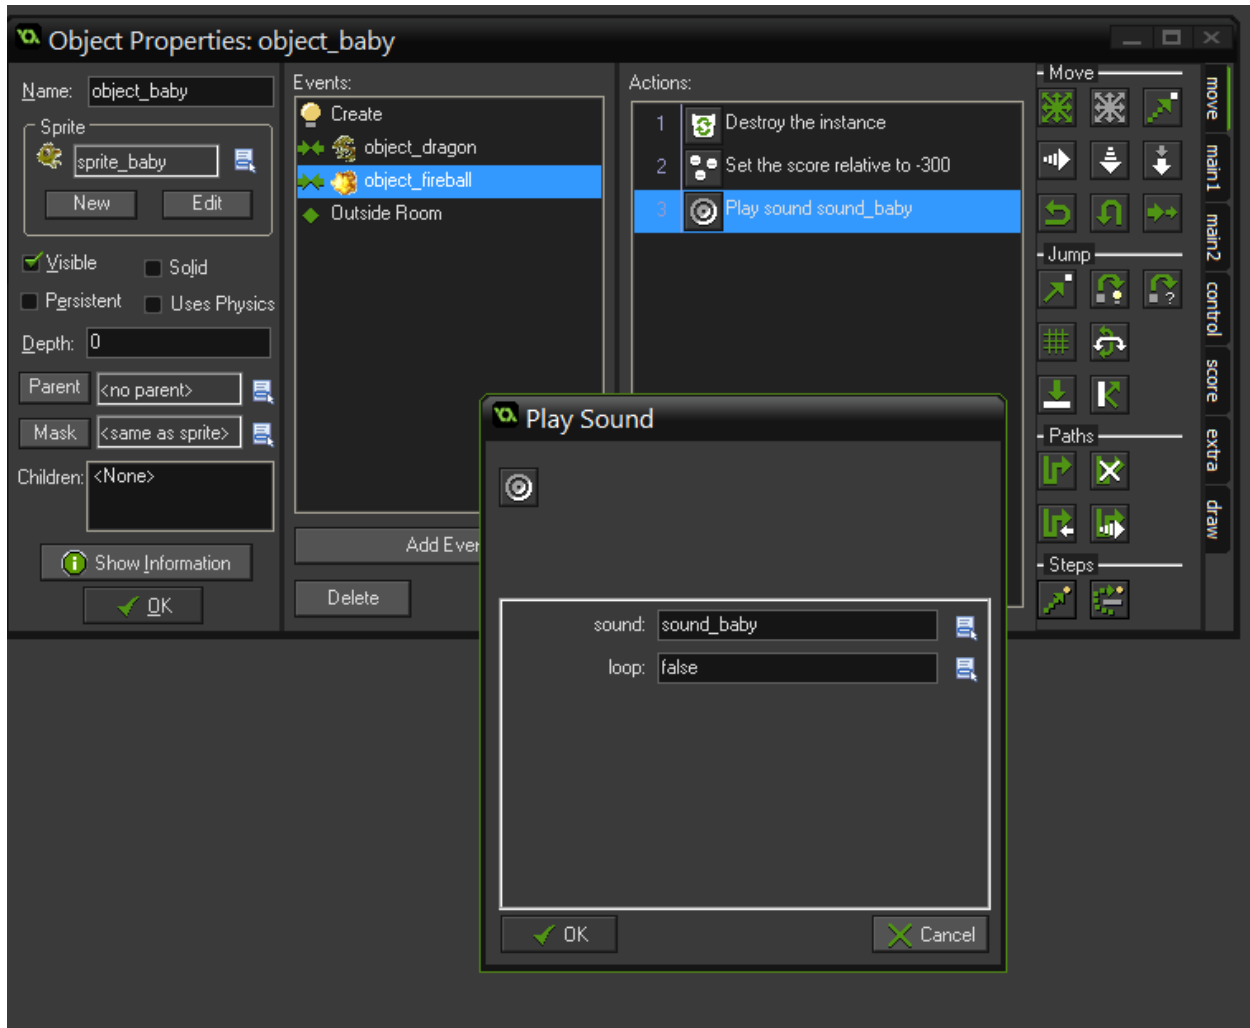 Object Properties: object_baby
Name: object_baby
Sprite
sprite_baby
New Edit
Visible Solid
Persistent Uses Physics
Depth: 0
Parent <no parent>
Mask <same as sprite>
Children: <None>
Show Information
OK
Events:
Create
object_dragon
object_fireball
Outside Room
Add Eve
Delete
Actions:
1 Destroy the instance
2 Set the score relative to -300
3 Play sound sound_baby
Move
Jump
Paths
Steps
move
main1
main2
control
score
extra
draw
Play Sound
sound: sound_baby
loop: false
OK Cancel